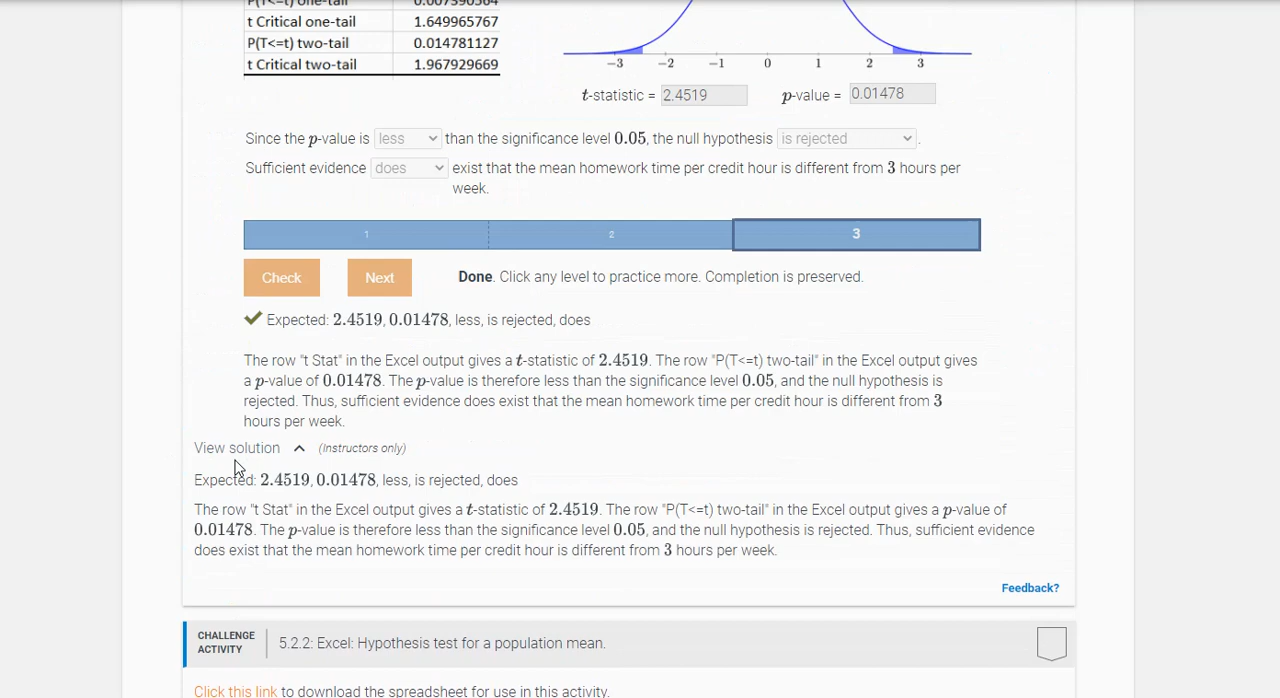 P(T<=t) one-tail 0.007390564
t Critical one-tail 1.649965767
P(T<=t) two-tail 0.014781127
t Critical two-tail 1.967929669
−3 −2 −1 0 1 2 3
t-statistic = 2.4519 p-value = 0.01478
Since the p-value is less than the significance level 0.05, the null hypothesis is rejected .
Sufficient evidence does exist that the mean homework time per credit hour is different from 3 hours per
week.
1 2 3
Check Next Done. Click any level to practice more. Completion is preserved.
Expected: 2.4519, 0.01478, less, is rejected, does
The row "t Stat" in the Excel output gives a t-statistic of 2.4519. The row "P(T<=t) two-tail" in the Excel output gives
a p-value of 0.01478. The p-value is therefore less than the significance level 0.05, and the null hypothesis is
rejected. Thus, sufficient evidence does exist that the mean homework time per credit hour is different from 3
hours per week.
View solution (Instructors only)
Expected: 2.4519, 0.01478, less, is rejected, does
The row "t Stat" in the Excel output gives a t-statistic of 2.4519. The row "P(T<=t) two-tail" in the Excel output gives a p-value of
0.01478. The p-value is therefore less than the significance level 0.05, and the null hypothesis is rejected. Thus, sufficient evidence
does exist that the mean homework time per credit hour is different from 3 hours per week.
Feedback?
CHALLENGE
ACTIVITY
5.2.2: Excel: Hypothesis test for a population mean.
Click this link to download the spreadsheet for use in this activity.